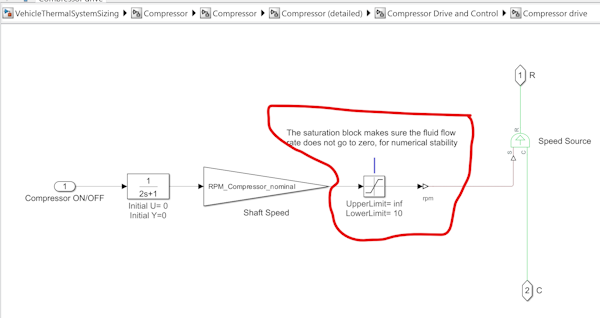 Compressor drive
VehicleThermalSystemSizing Compressor Compressor Compressor (detailed) Compressor Drive and Control Compressor drive
1 R
The saturation block makes sure the fluid flow
rate does not go to zero, for numerical stability
R
Speed Source
S
C
1
1
2s+1
RPM_Compressor_nominal
rpm
Compressor ON/OFF
Initial U= 0
Initial Y=0
Shaft Speed
UpperLimit= inf
LowerLimit= 10
2 C